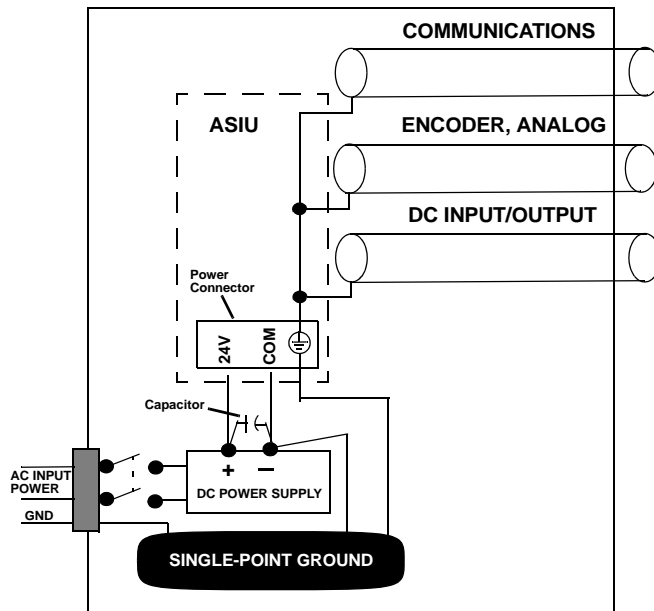 COMMUNICATIONS
ASIU
ENCODER, ANALOG
DC INPUT/OUTPUT
Power
Connector
24V
COM
Capacitor
+ −
AC INPUT
POWER
DC POWER SUPPLY
GND
SINGLE-POINT GROUND